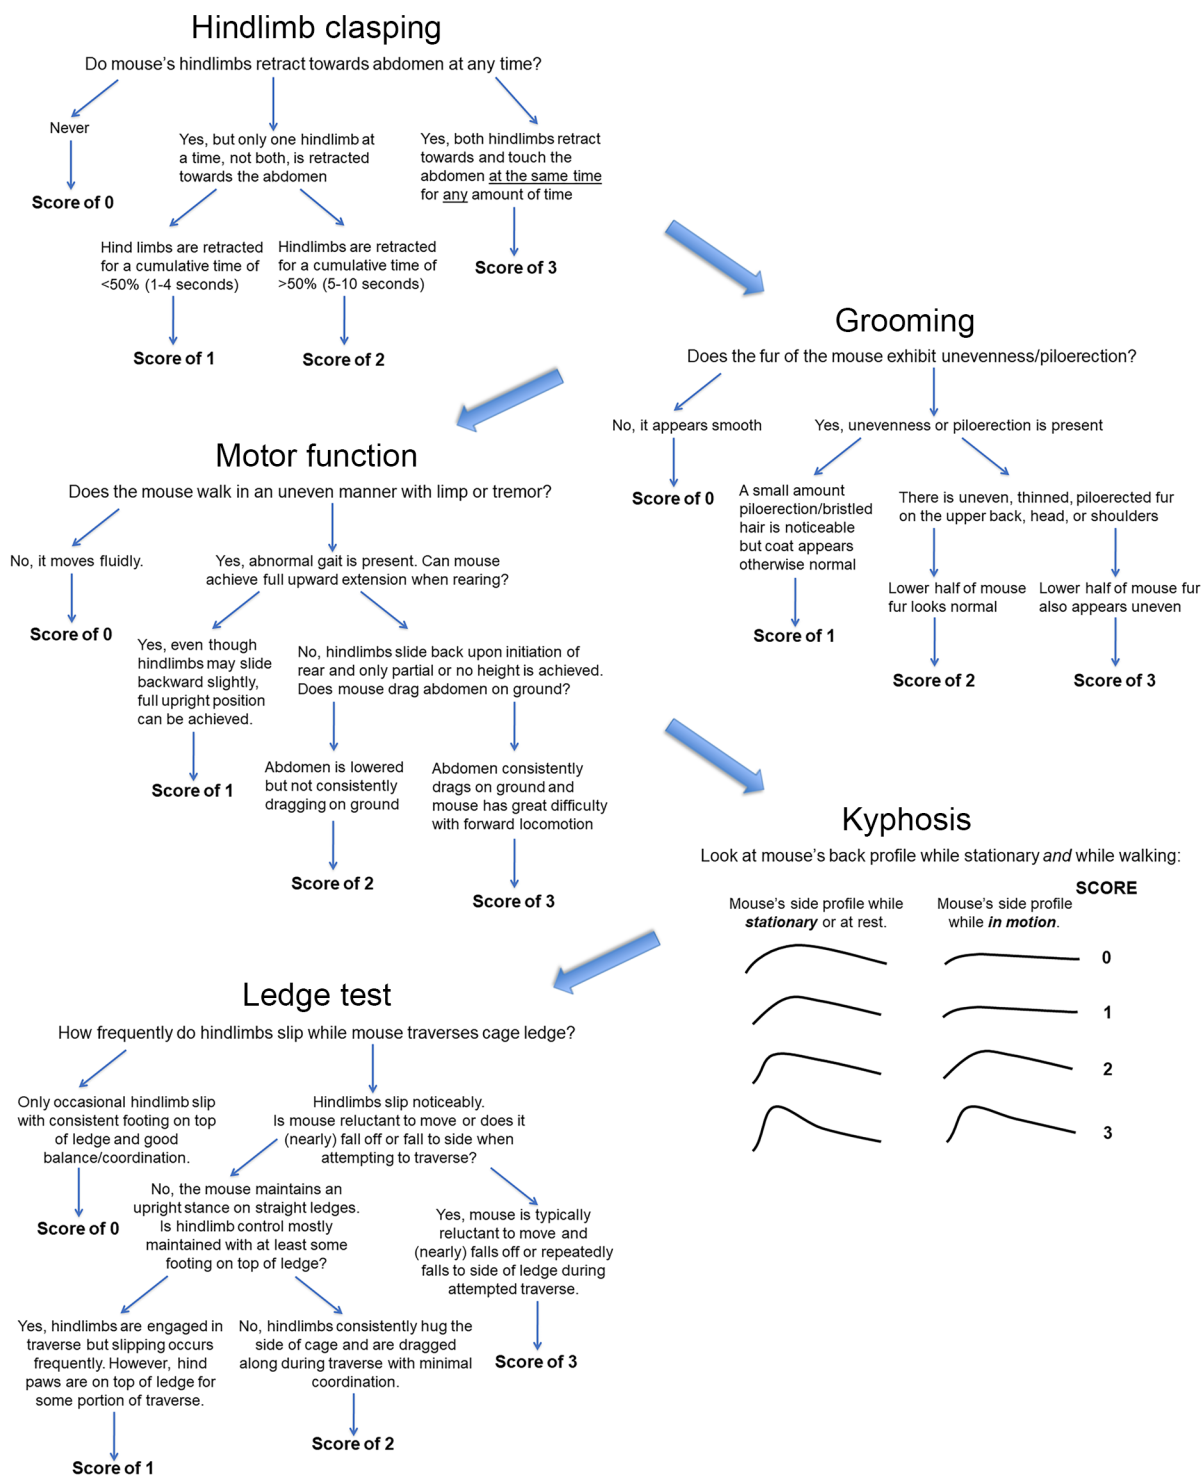 Hindlimb clasping
Do mouse's hindlimbs retract towards abdomen at any time?
Never
Score of 0
Yes, but only one hindlimb at
a time, not both, is retracted
towards the abdomen
Hind limbs are retracted
for a cumulative time of
<50% (1-4 seconds)
Score of 1
Hindlimbs are retracted
for a cumulative time of
>50% (5-10 seconds)
Score of 2
Yes, both hindlimbs retract
towards and touch the
abdomen at the same time
for any amount of time
Score of 3
Grooming
Does the fur of the mouse exhibit unevenness/piloerection?
No, it appears smooth
Score of 0
Yes, unevenness or piloerection is present
A small amount
piloerection/bristled
hair is noticeable
but coat appears
otherwise normal
Score of 1
There is uneven, thinned, piloerected fur
on the upper back, head, or shoulders
Lower half of mouse
fur looks normal
Score of 2
Lower half of mouse fur
also appears uneven
Score of 3
Motor function
Does the mouse walk in an uneven manner with limp or tremor?
No, it moves fluidly.
Score of 0
Yes, abnormal gait is present. Can mouse
achieve full upward extension when rearing?
Yes, even though
hindlimbs may slide
backward slightly,
full upright position
can be achieved.
Score of 1
No, hindlimbs slide back upon initiation of
rear and only partial or no height is achieved.
Does mouse drag abdomen on ground?
Abdomen is lowered
but not consistently
dragging on ground
Score of 2
Abdomen consistently
drags on ground and
mouse has great difficulty
with forward locomotion
Score of 3
Kyphosis
Look at mouse's back profile while stationary and while walking:
SCORE
Mouse's side profile while
stationary or at rest.
Mouse's side profile
while in motion.
0
1
2
3
Ledge test
How frequently do hindlimbs slip while mouse traverses cage ledge?
Only occasional hindlimb slip
with consistent footing on top
of ledge and good
balance/coordination.
Score of 0
Hindlimbs slip noticeably.
Is mouse reluctant to move or does it
(nearly) fall off or fall to side when
attempting to traverse?
No, the mouse maintains an
upright stance on straight ledges.
Is hindlimb control mostly
maintained with at least some
footing on top of ledge?
Yes, hindlimbs are engaged in
traverse but slipping occurs
frequently. However, hind
paws are on top of ledge for
some portion of traverse.
Score of 1
No, hindlimbs consistently hug the
side of cage and are dragged
along during traverse with minimal
coordination.
Score of 2
Yes, mouse is typically
reluctant to move and
(nearly) falls off or repeatedly
falls to side of ledge during
attempted traverse.
Score of 3